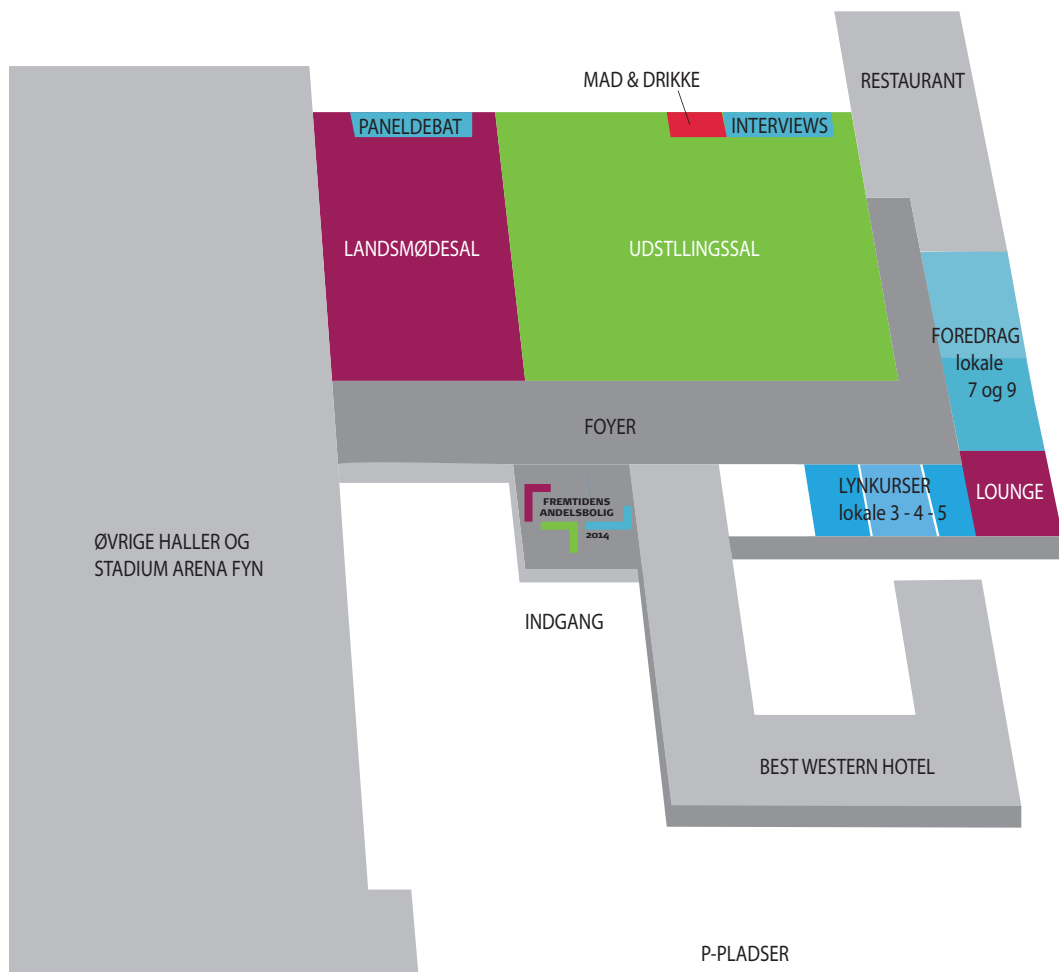 RESTAURANT
MAD & DRIKKE
PANELDEBAT
INTERVIEWS
LANDSMØDESAL
UDSTLLINGSSAL
FOREDRAG
lokale
7 og 9
FOYER
LYNKURSER
lokale 3 - 4 - 5
LOUNGE
FREMTIDENS
ANDELSBOLIG
2014
ØVRIGE HALLER OG
STADIUM ARENA FYN
INDGANG
BEST WESTERN HOTEL
P-PLADSER